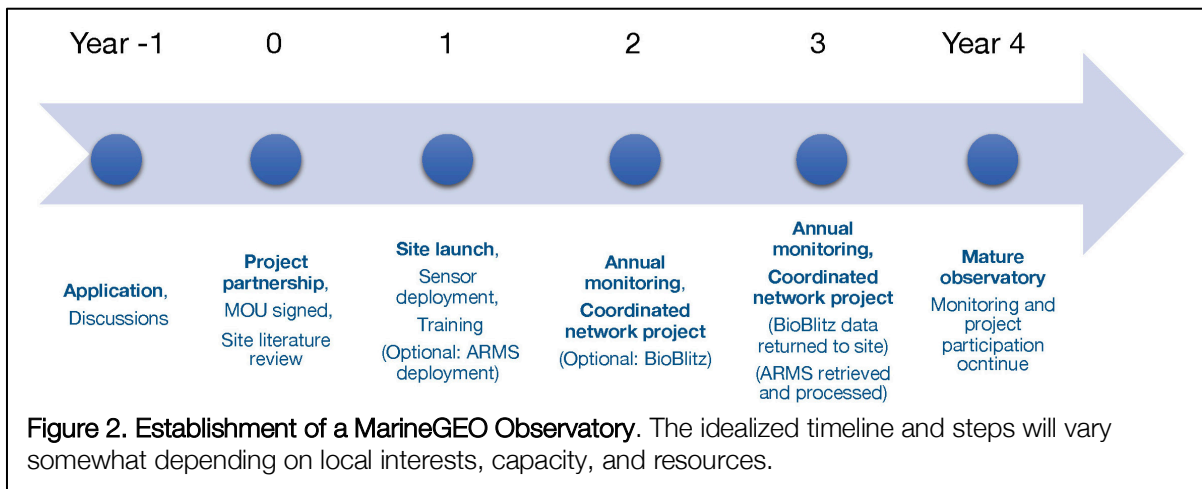 Year -1 0 1 2 3 Year 4
Application,
Discussions
Project
partnership,
MOU signed,
Site literature
review
Site launch,
Sensor
deployment,
Training
(Optional: ARMS
deployment)
Annual
monitoring,
Coordinated
network project
(Optional: BioBlitz)
Annual
monitoring,
Coordinated
network project
(BioBlitz data
returned to site)
(ARMS retrieved
and processed)
Mature
observatory
Monitoring and
project
participation
ocntinue
Figure 2. Establishment of a MarineGEO Observatory. The idealized timeline and steps will vary
somewhat depending on local interests, capacity, and resources.